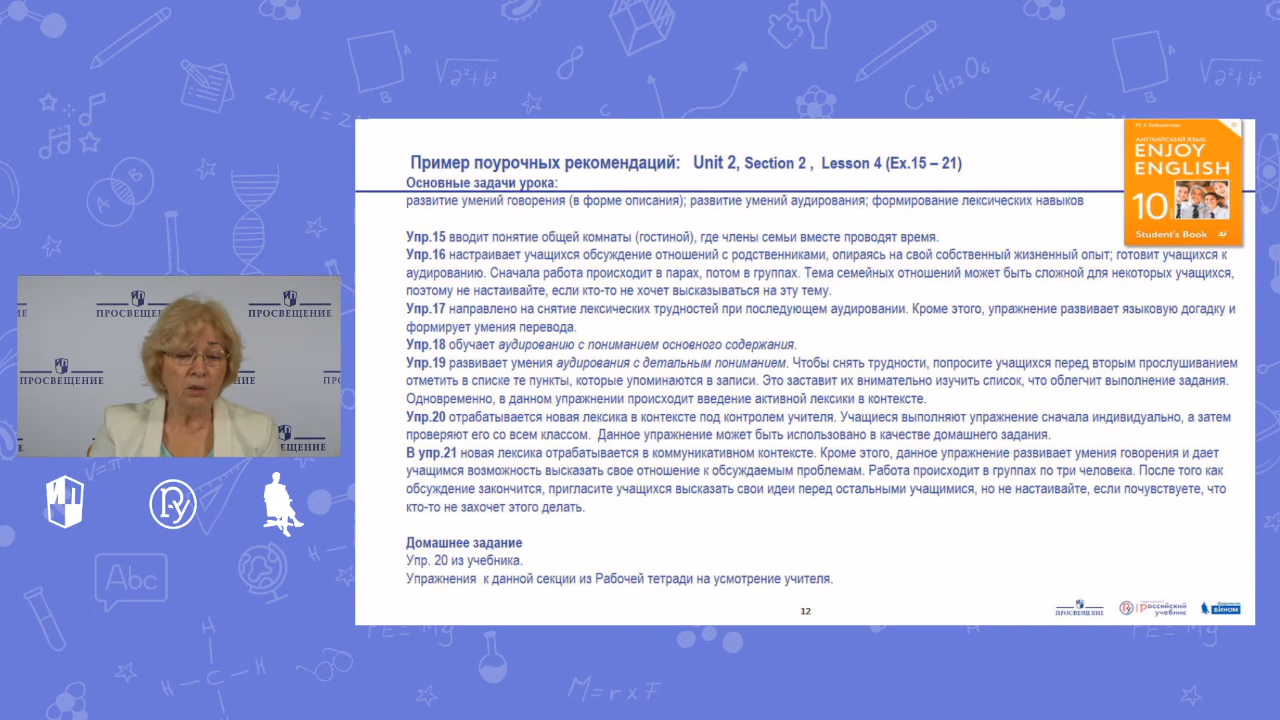 Пример поурочных рекомендаций: Unit 2, Section 2 , Lesson 4 (Ex.15 – 21)
Основные задачи урока:
развитие умений говорения (в форме описания); развитие умений аудирования; формирование лексических навыков
Упр.15 вводит понятие общей комнаты (гостиной), где члены семьи вместе проводят время.
Упр.16 настраивает учащихся обсуждение отношений с родственниками, опираясь на свой собственный жизненный опыт; готовит учащихся к
аудированию. Сначала работа происходит в парах, потом в группах. Тема семейных отношений может быть сложной для некоторых учащихся,
поэтому не настаивайте, если кто-то не хочет высказываться на эту тему.
Упр.17 направлено на снятие лексических трудностей при последующем аудировании. Кроме этого, упражнение развивает языковую догадку и
формирует умения перевода.
Упр.18 обучает аудированию с пониманием основного содержания.
Упр.19 развивает умения аудирования с детальным пониманием. Чтобы снять трудности, попросите учащихся перед вторым прослушиванием
отметить в списке те пункты, которые упоминаются в записи. Это заставит их внимательно изучить список, что облегчит выполнение задания.
Одновременно, в данном упражнении происходит введение активной лексики в контексте.
Упр.20 отрабатывается новая лексика в контексте под контролем учителя. Учащиеся выполняют упражнение сначала индивидуально, а затем
проверяют его со всем классом. Данное упражнение может быть использовано в качестве домашнего задания.
В упр.21 новая лексика отрабатывается в коммуникативном контексте. Кроме этого, данное упражнение развивает умения говорения и дает
учащимся возможность высказать свое отношение к обсуждаемым проблемам. Работа происходит в группах по три человека. После того как
обсуждение закончится, пригласите учащихся высказать свои идеи перед остальными учащимися, но не настаивайте, если почувствуете, что
кто-то не захочет этого делать.
Домашнее задание
Упр. 20 из учебника.
Упражнения к данной секции из Рабочей тетради на усмотрение учителя.
12
АНГЛИЙСКИЙ ЯЗЫК
ENJOY
ENGLISH
10
Student's Book
ПРОСВЕЩЕНИЕ
российский
учебник
БИНОМ
ПРОСВЕЩЕНИЕ
Abc
C₆H₁₂O₆
M=rxF